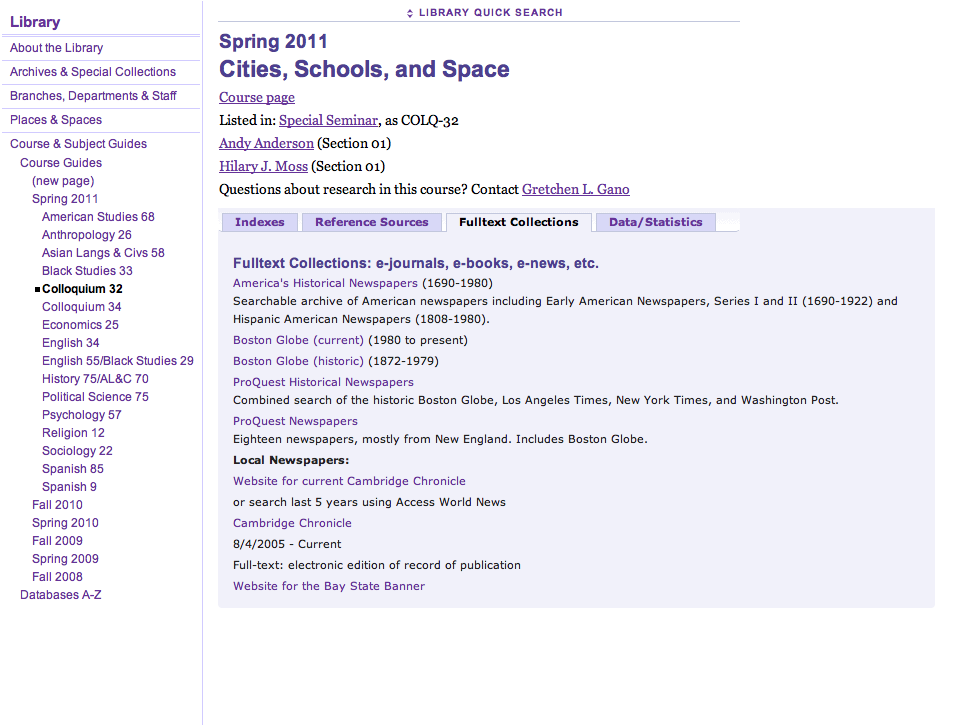 Library
About the Library
Archives & Special Collections
Branches, Departments & Staff
Places & Spaces
Course & Subject Guides
Course Guides
(new page)
Spring 2011
American Studies 68
Anthropology 26
Asian Langs & Civs 58
Black Studies 33
Colloquium 32
Colloquium 34
Economics 25
English 34
English 55/Black Studies 29
History 75/AL&C 70
Political Science 75
Psychology 57
Religion 12
Sociology 22
Spanish 85
Spanish 9
Fall 2010
Spring 2010
Fall 2009
Spring 2009
Fall 2008
Databases A-Z
LIBRARY QUICK SEARCH
Spring 2011
Cities, Schools, and Space
Course page
Listed in: Special Seminar, as COLQ-32
Andy Anderson (Section 01)
Hilary J. Moss (Section 01)
Questions about research in this course? Contact Gretchen L. Gano
Indexes Reference Sources Fulltext Collections Data/Statistics
Fulltext Collections: e-journals, e-books, e-news, etc.
America's Historical Newspapers (1690-1980)
Searchable archive of American newspapers including Early American Newspapers, Series I and II (1690-1922) and
Hispanic American Newspapers (1808-1980).
Boston Globe (current) (1980 to present)
Boston Globe (historic) (1872-1979)
ProQuest Historical Newspapers
Combined search of the historic Boston Globe, Los Angeles Times, New York Times, and Washington Post.
ProQuest Newspapers
Eighteen newspapers, mostly from New England. Includes Boston Globe.
Local Newspapers:
Website for current Cambridge Chronicle
or search last 5 years using Access World News
Cambridge Chronicle
8/4/2005 - Current
Full-text: electronic edition of record of publication
Website for the Bay State Banner